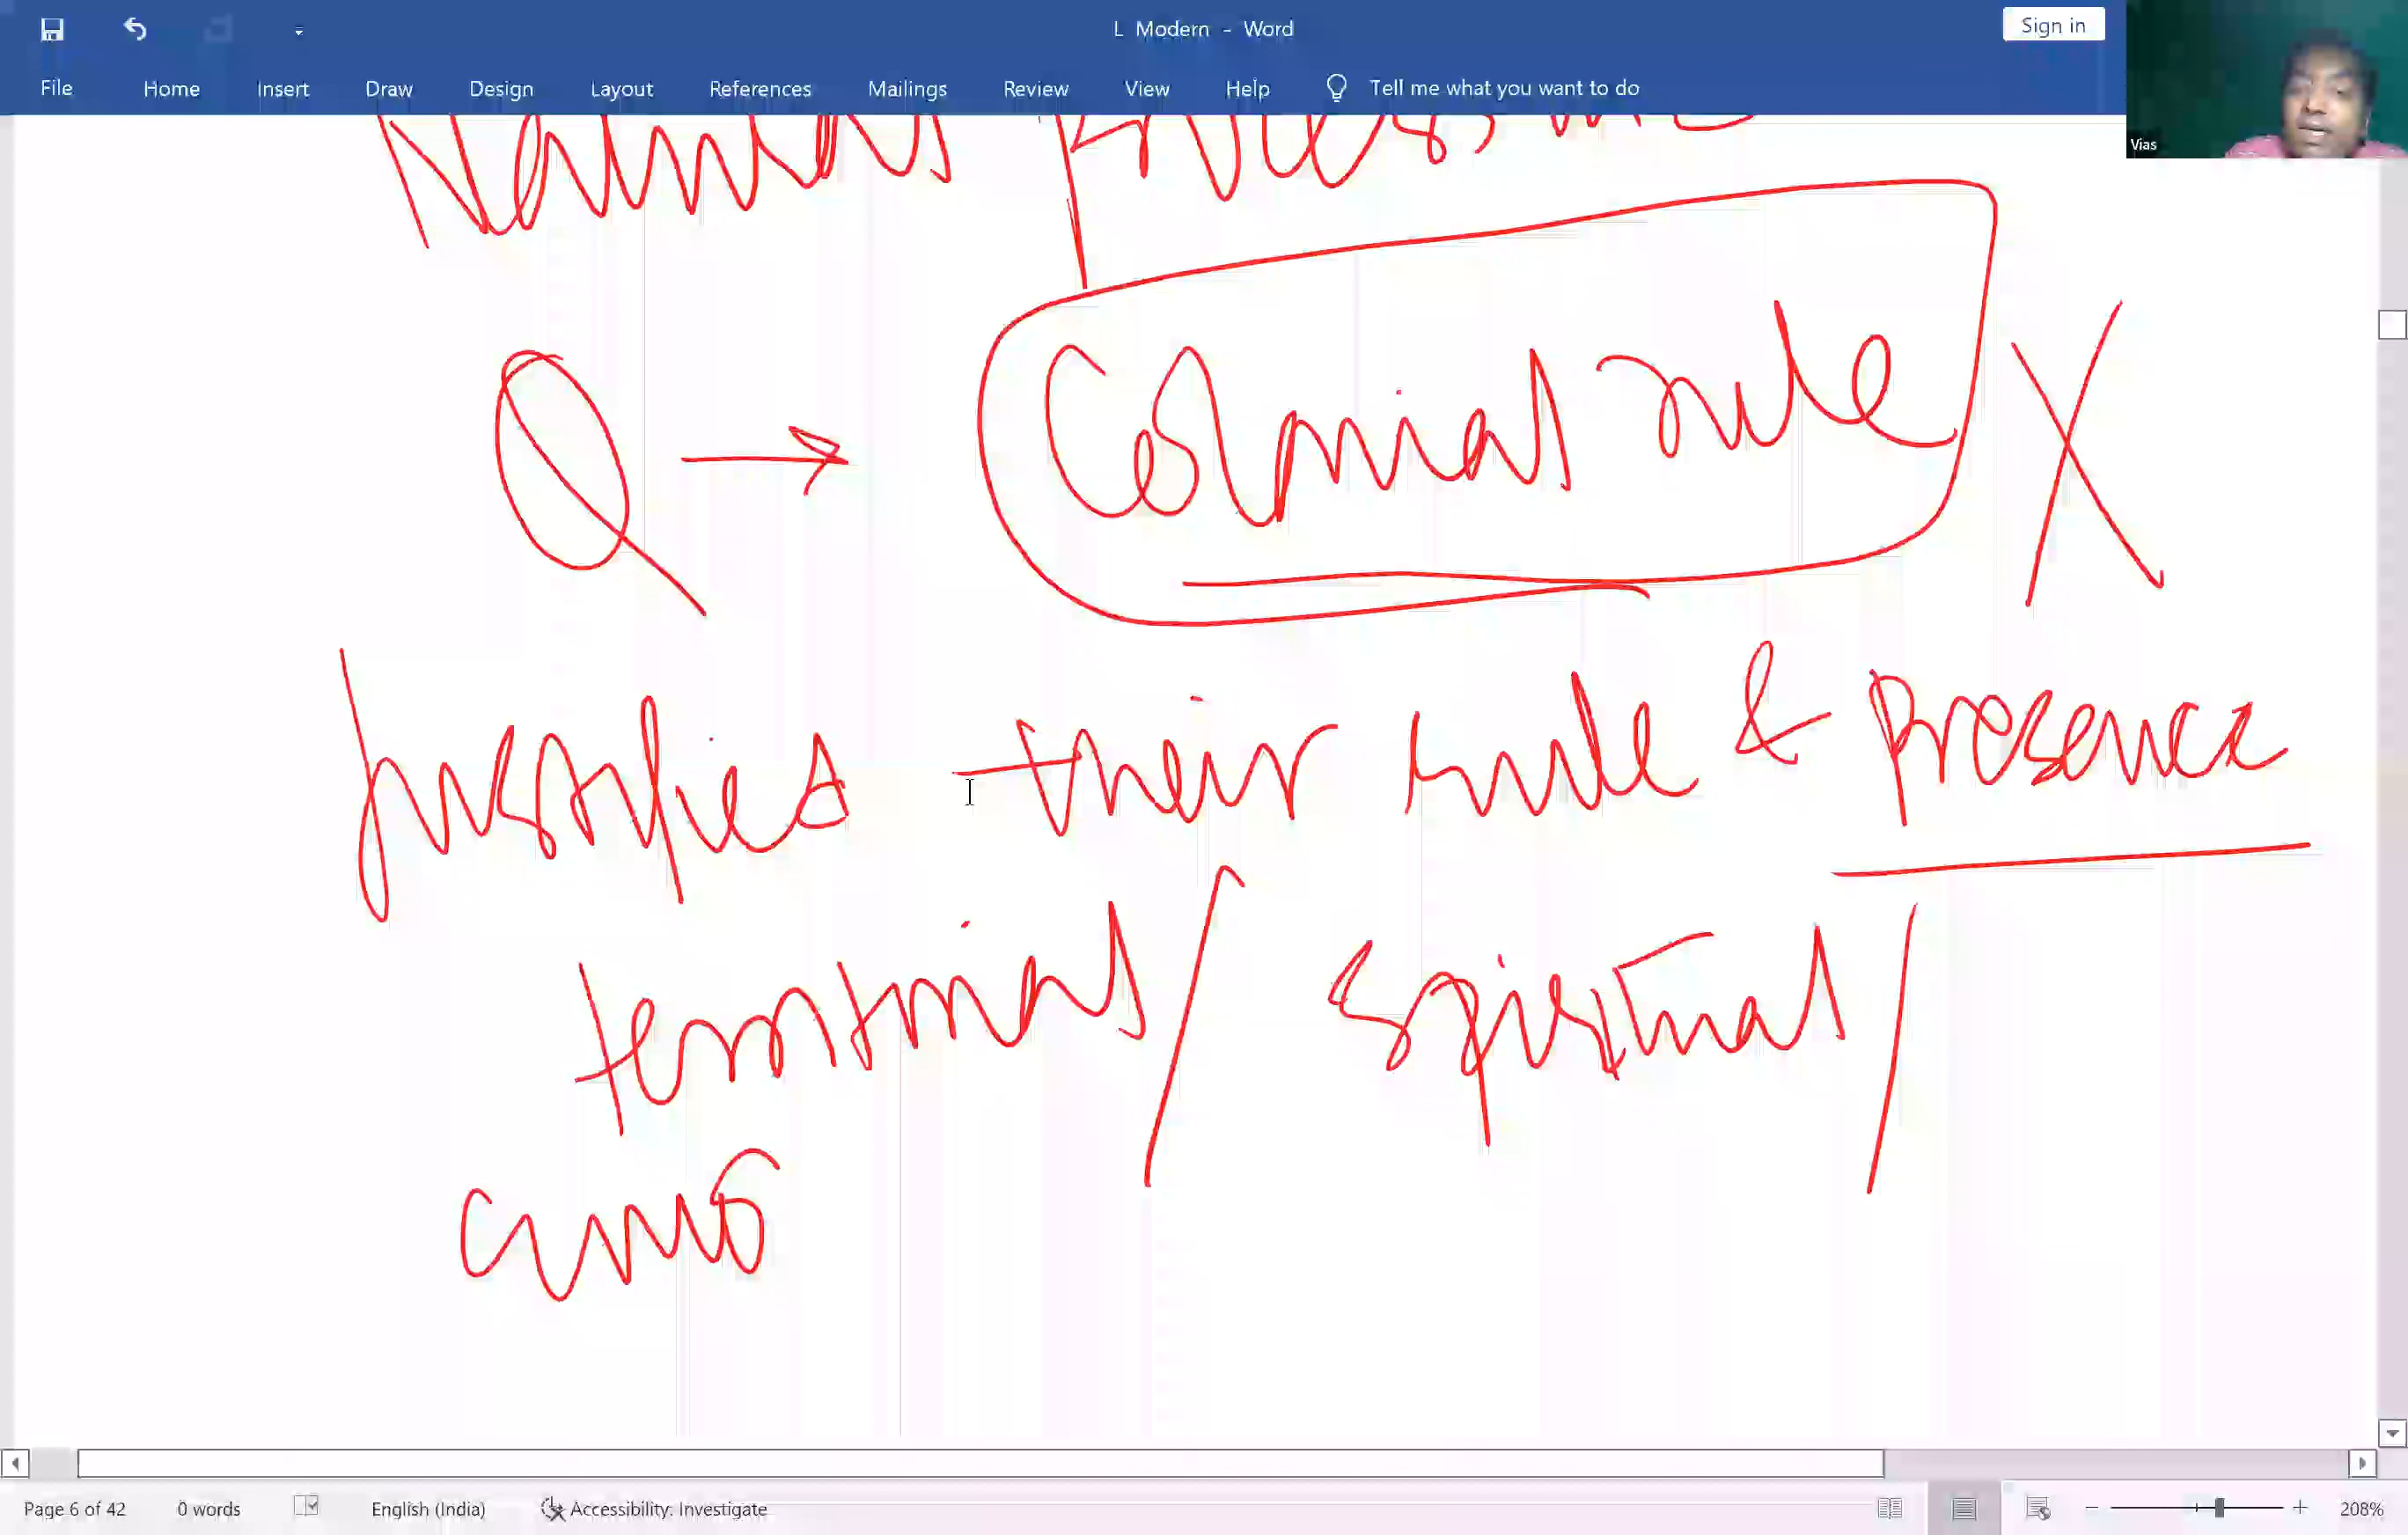 L Modern - Word
Sign in
File Home Insert Draw Design Layout References Mailings Review View Help Tell me what you want to do
Vias
Q → Colonial rule X
Justifies their rule & presence
territorial / spiritual /
Page 6 of 42 0 words English (India) Accessibility: Investigate 208%